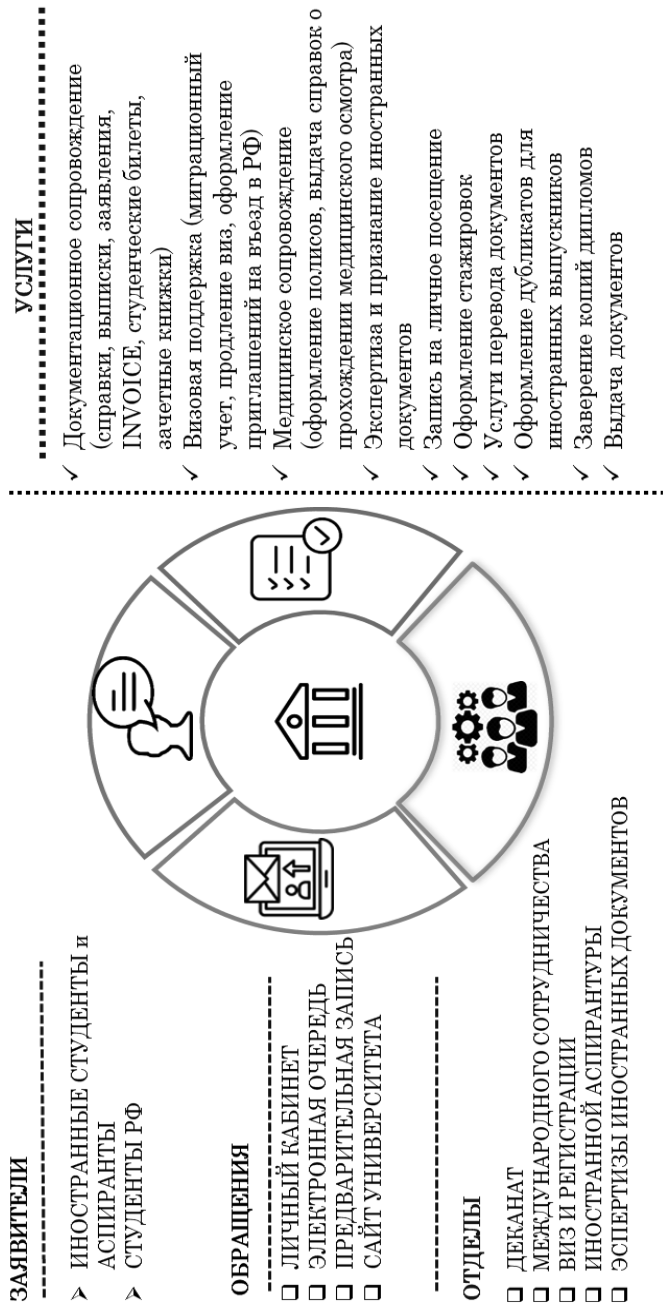 ЗАЯВИТЕЛИ
ИНОСТРАННЫЕ СТУДЕНТЫ и
АСПИРАНТЫ
СТУДЕНТЫ РФ
ОБРАЩЕНИЯ
ЛИЧНЫЙ КАБИНЕТ
ЭЛЕКТРОННАЯ ОЧЕРЕДЬ
ПРЕДВАРИТЕЛЬНАЯ ЗАПИСЬ
САЙТ УНИВЕРСИТЕТА
ОТДЕЛЫ
ДЕКАНАТ
МЕЖДУНАРОДНОГО СОТРУДНИЧЕСТВА
ВИЗ И РЕГИСТРАЦИИ
ИНОСТРАННОЙ АСПИРАНТУРЫ
ЭСПЕРТИЗЫ ИНОСТРАННЫХ ДОКУМЕНТОВ
УСЛУГИ
Документационное сопровождение
(справки, выписки, заявления,
INVOICE, студенческие билеты,
зачетные книжки)
Визовая поддержка (миграционный
учет, продление виз, оформление
приглашений на въезд в РФ)
Медицинское сопровождение
(оформление полисов, выдача справок о
прохождении медицинского осмотра)
Экспертиза и признание иностранных
документов
Запись на личное посещение
Оформление стажировок
Услуги перевода документов
Оформление дубликатов для
иностранных выпускников
Заверение копий дипломов
Выдача документов